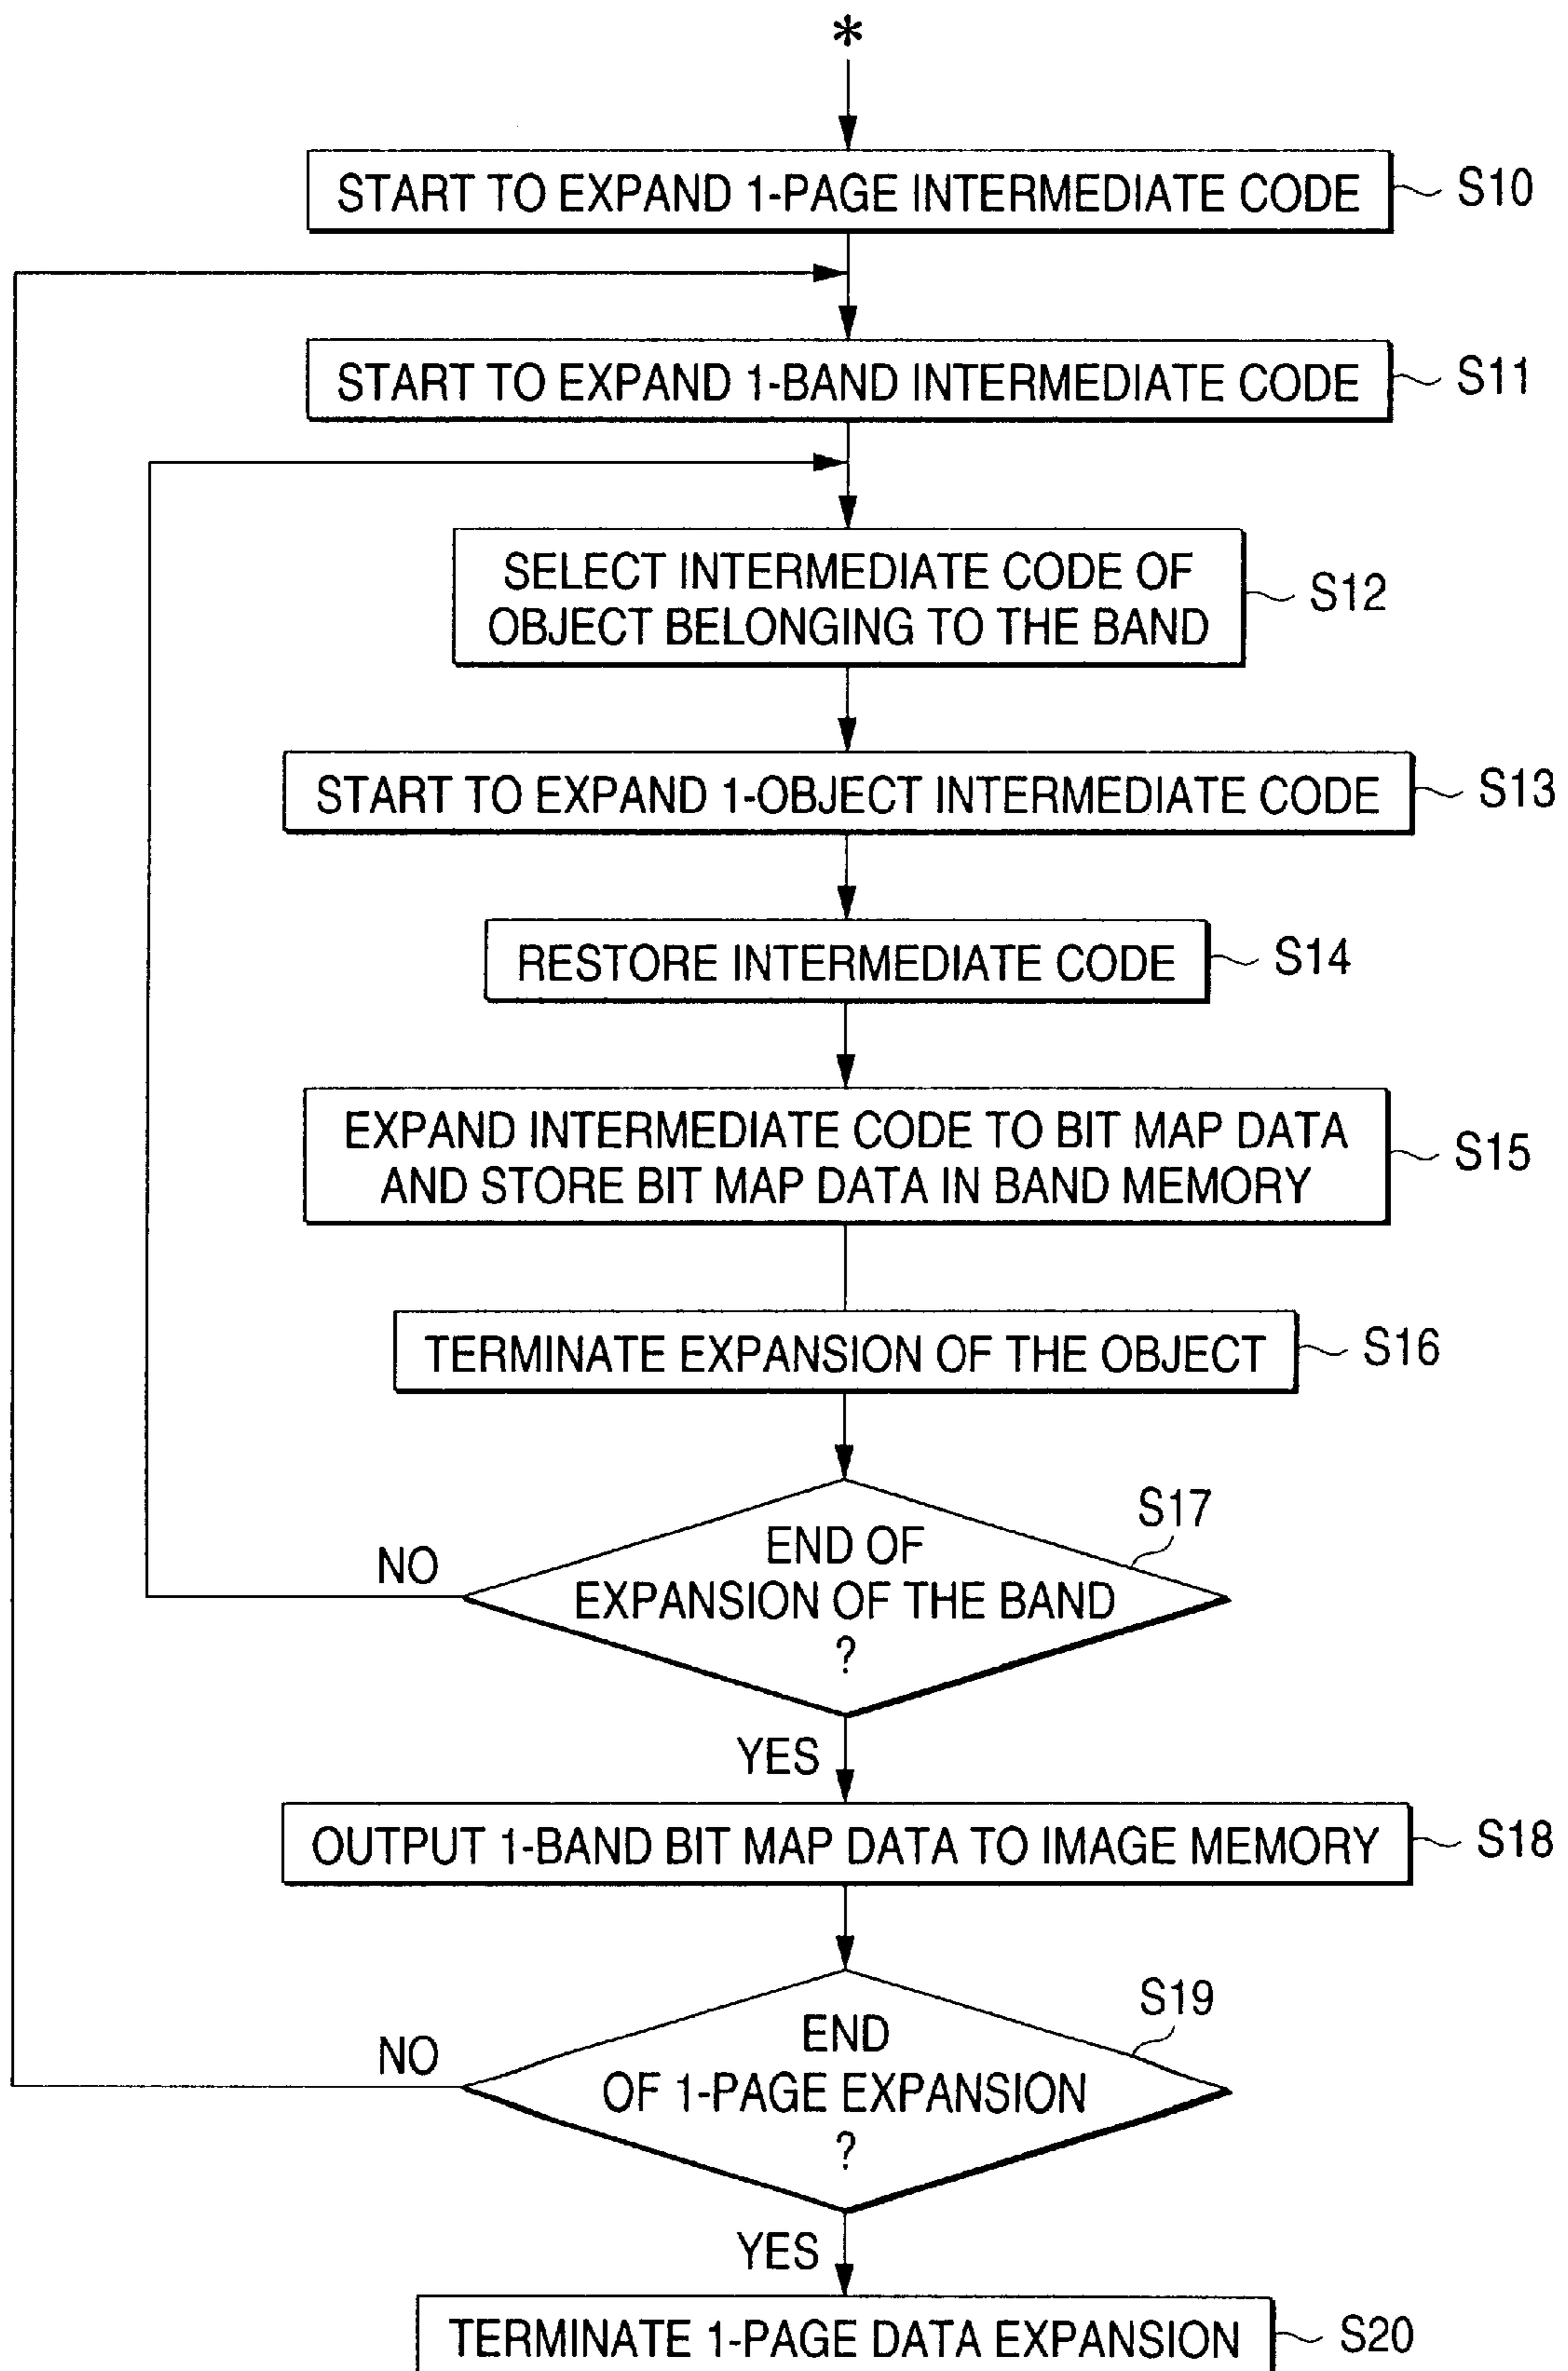 *
START TO EXPAND 1-PAGE INTERMEDIATE CODE
S10
START TO EXPAND 1-BAND INTERMEDIATE CODE
S11
SELECT INTERMEDIATE CODE OF
OBJECT BELONGING TO THE BAND
S12
START TO EXPAND 1-OBJECT INTERMEDIATE CODE
S13
RESTORE INTERMEDIATE CODE
S14
EXPAND INTERMEDIATE CODE TO BIT MAP DATA
AND STORE BIT MAP DATA IN BAND MEMORY
S15
TERMINATE EXPANSION OF THE OBJECT
S16
S17
END OF
EXPANSION OF THE BAND
?
NO
YES
OUTPUT 1-BAND BIT MAP DATA TO IMAGE MEMORY
S18
S19
END
OF 1-PAGE EXPANSION
?
NO
YES
TERMINATE 1-PAGE DATA EXPANSION
S20